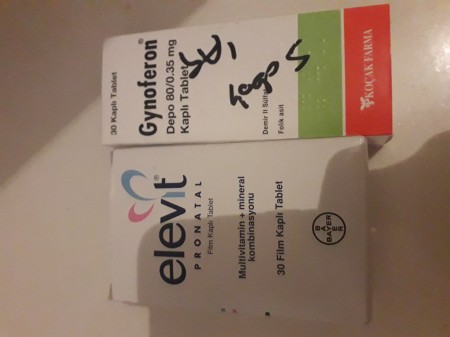 30 Kaplı Tablet
Gynoferon®
Depo 80/0.35 mg
Kaplı Tablet
Demir II Sülfat
Folik asit
KOÇAK FARMA
elevit®
PRONATAL
Film Kaplı Tablet
Multivitamin + mineral
kombinasyonu
30 Film Kaplı Tablet
BAYER
BAYER